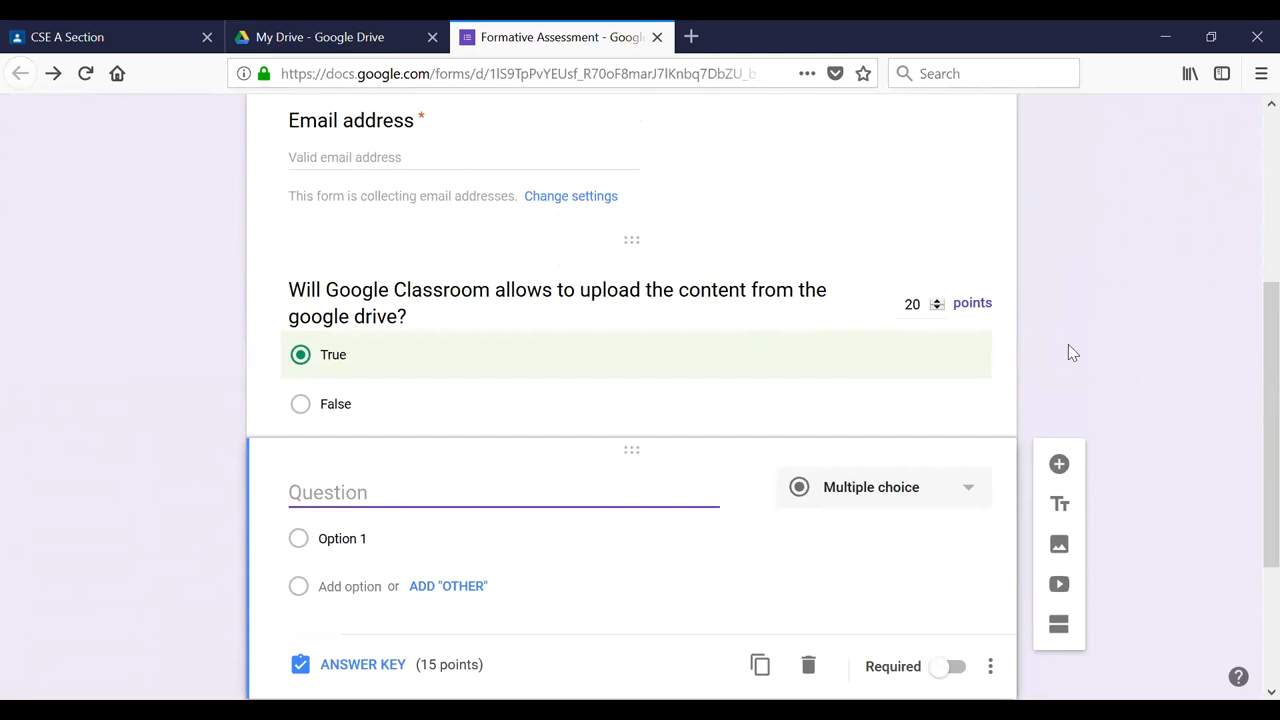 CSE A Section
My Drive - Google Drive
Formative Assessment - Googl
https://docs.google.com/forms/d/1lS9TpPvYEUsf_R70oF8marJ7lKnbq7DbZU_b
Search
Email address *
Valid email address
This form is collecting email addresses. Change settings
Will Google Classroom allows to upload the content from the
google drive?
20 points
True
False
Question
Multiple choice
Option 1
Add option or ADD "OTHER"
ANSWER KEY (15 points)
Required